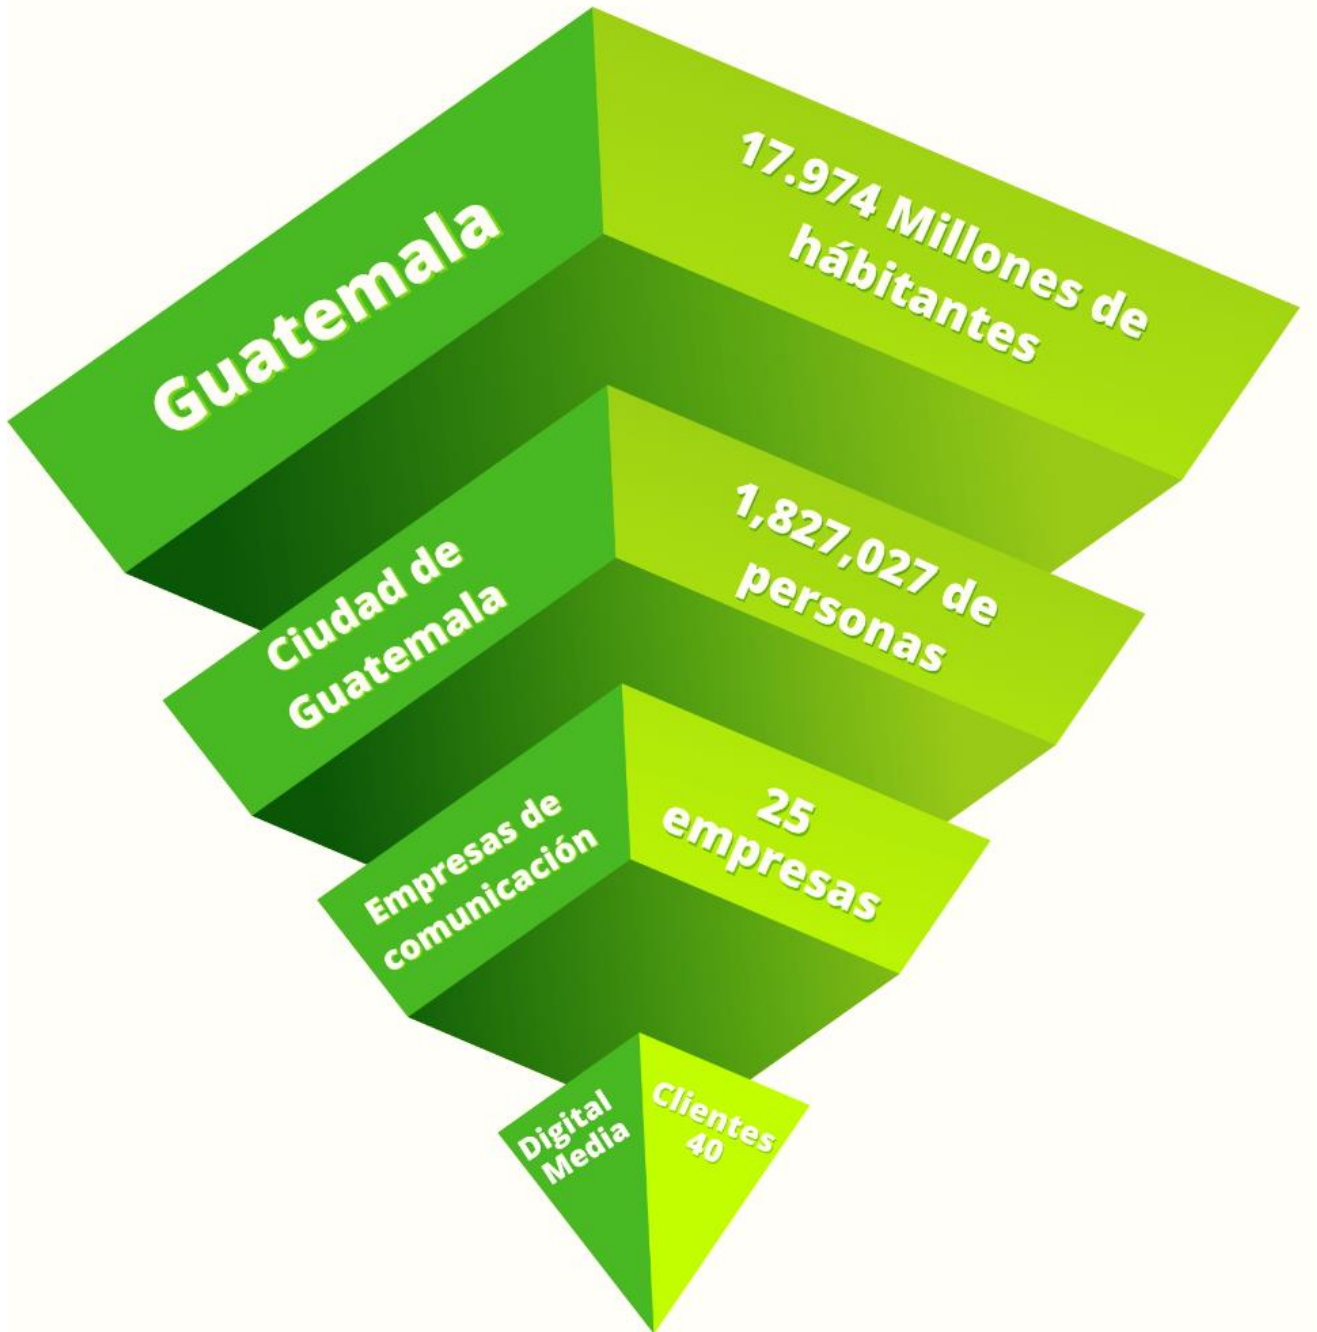 Guatemala
17.974 Millones de
hábitantes
Ciudad de
Guatemala
1,827,027 de
personas
Empresas de
comunicación
25
empresas
Digital
Media
Clientes
40